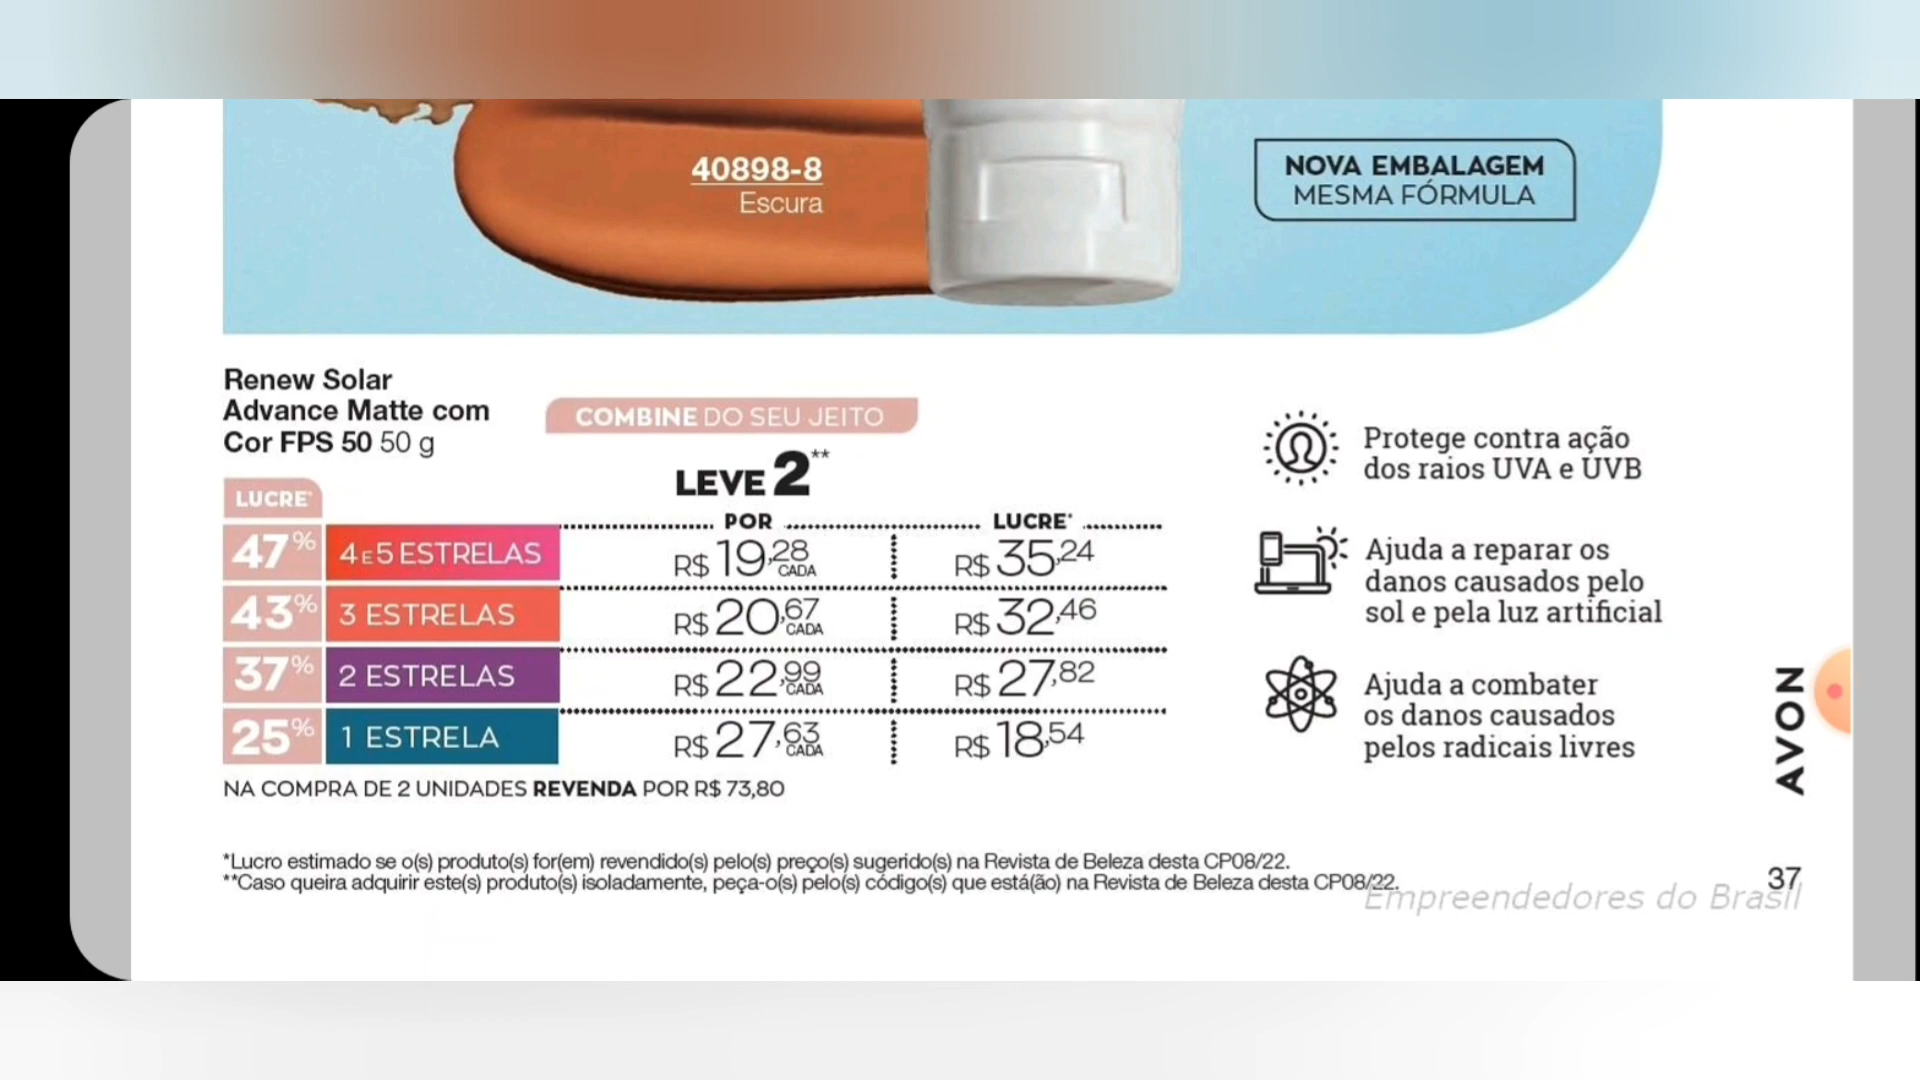 40898-8
Escura
NOVA EMBALAGEM
MESMA FÓRMULA
Renew Solar
Advance Matte com
Cor FPS 50 50 g
COMBINE DO SEU JEITO
LEVE 2**
LUCRE*
POR
LUCRE*
47% 4 E 5 ESTRELAS R$ 19,28 CADA R$ 35,24
43% 3 ESTRELAS R$ 20,67 CADA R$ 32,46
37% 2 ESTRELAS R$ 22,99 CADA R$ 27,82
25% 1 ESTRELA R$ 27,63 CADA R$ 18,54
NA COMPRA DE 2 UNIDADES REVENDA POR R$ 73,80
Protege contra ação
dos raios UVA e UVB
Ajuda a reparar os
danos causados pelo
sol e pela luz artificial
Ajuda a combater
os danos causados
pelos radicais livres
AVON
*Lucro estimado se o(s) produto(s) for(em) revendido(s) pelo(s) preço(s) sugerido(s) na Revista de Beleza desta CP08/22.
**Caso queira adquirir este(s) produto(s) isoladamente, peça-o(s) pelo(s) código(s) que está(ão) na Revista de Beleza desta CP08/22.
37
Empreendedores do Brasil